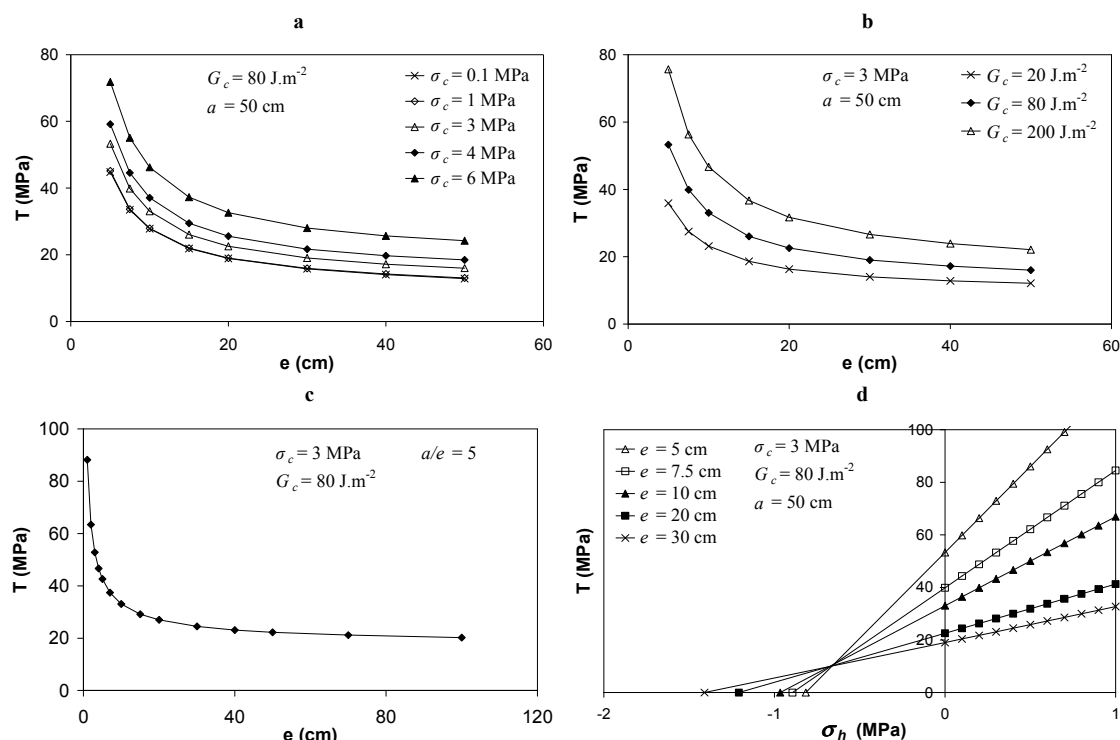 a
G_c = 80 J.m⁻²
a = 50 cm
σ_c = 0.1 MPa
σ_c = 1 MPa
σ_c = 3 MPa
σ_c = 4 MPa
σ_c = 6 MPa
T (MPa)
80
60
40
20
0
0 20 40 60
e (cm)
b
σ_c = 3 MPa
a = 50 cm
G_c = 20 J.m⁻²
G_c = 80 J.m⁻²
G_c = 200 J.m⁻²
T (MPa)
80
60
40
20
0
0 20 40 60
e (cm)
c
σ_c = 3 MPa a/e = 5
G_c = 80 J.m⁻²
T (MPa)
100
80
60
40
20
0
0 40 80 120
e (cm)
d
e = 5 cm
e = 7.5 cm
e = 10 cm
e = 20 cm
e = 30 cm
σ_c = 3 MPa
G_c = 80 J.m⁻²
a = 50 cm
T (MPa)
100
80
60
40
20
0
-2 -1 0 1
σ_h (MPa)